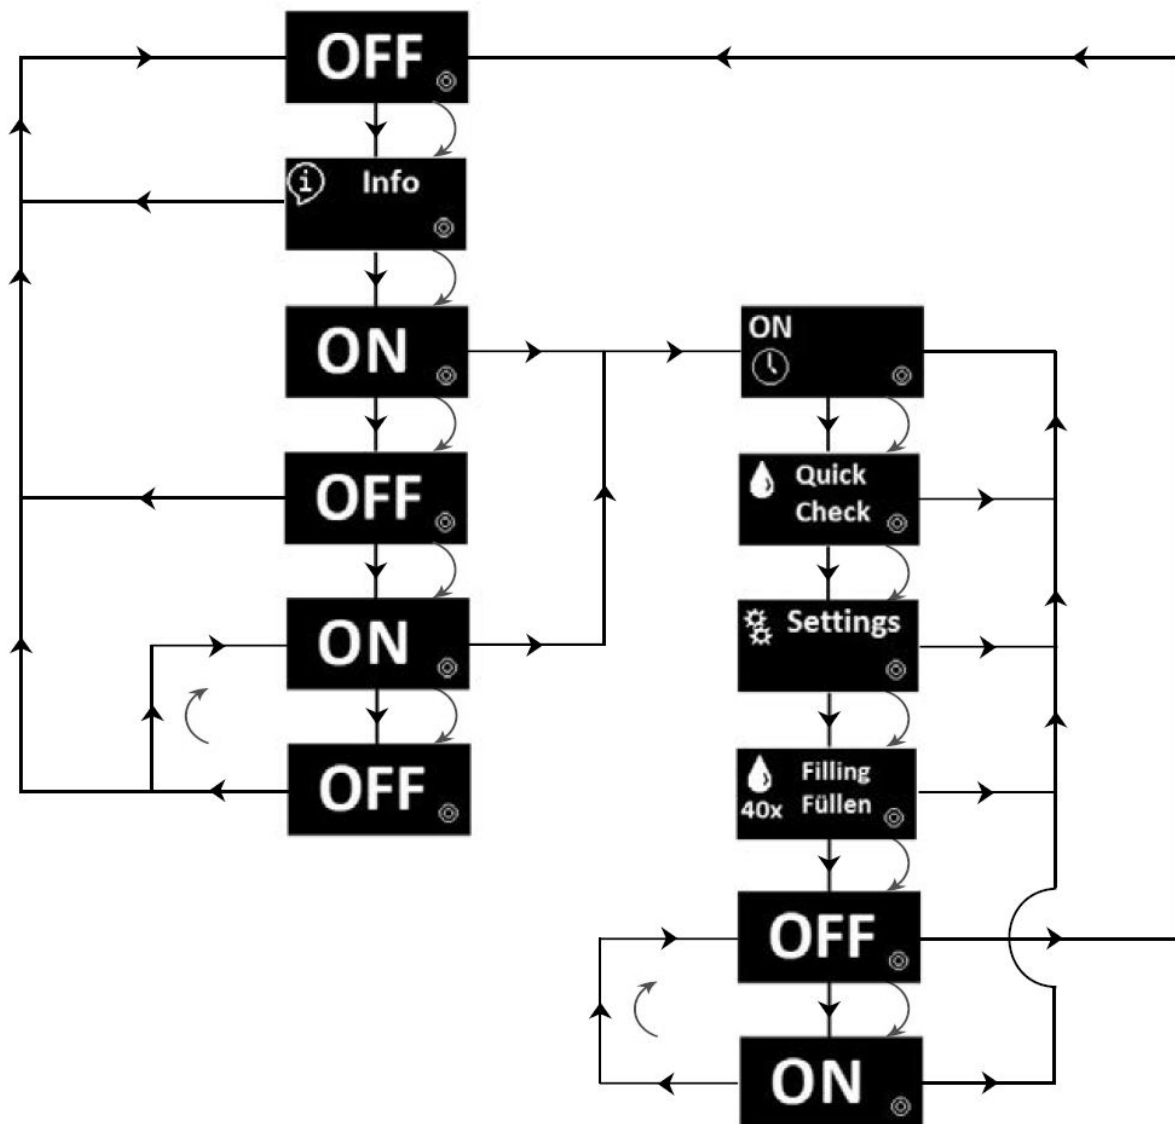 OFF
Info
ON
OFF
ON
OFF
ON
Quick
Check
Settings
Filling
Füllen
40x
OFF
ON